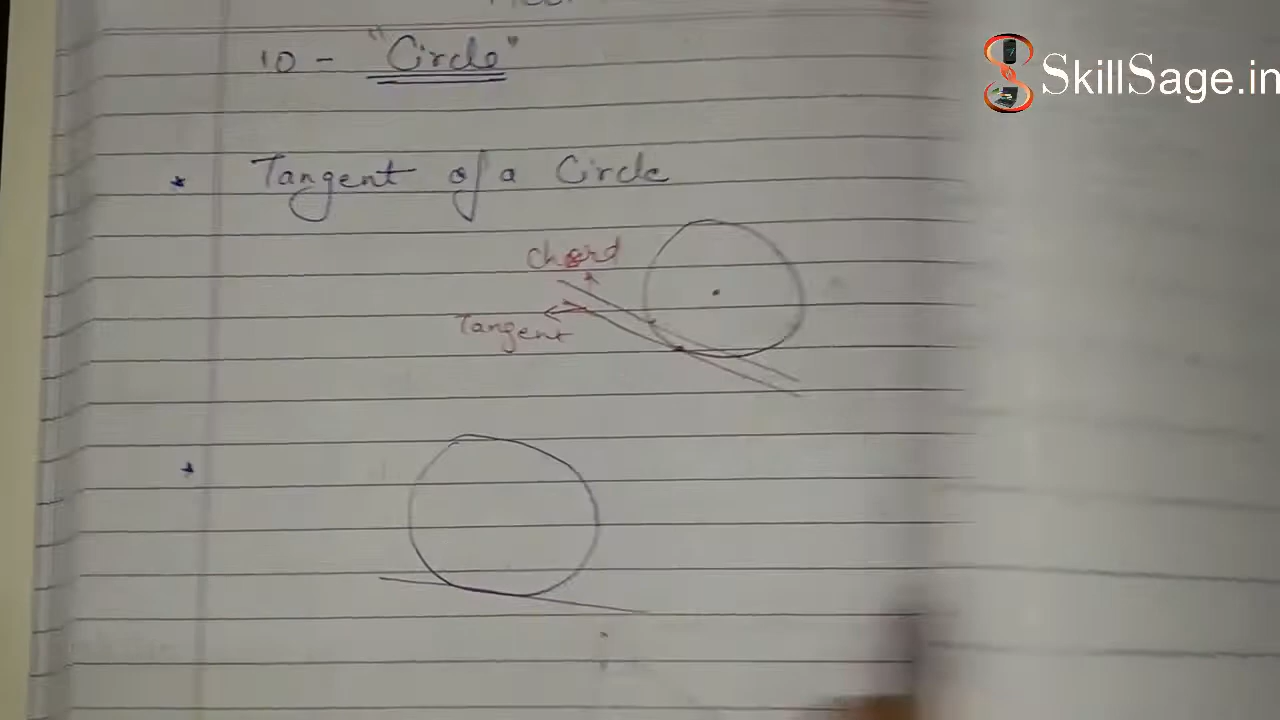 10 - "Circle"
SkillSage.in
* Tangent of a Circle
Chord
Tangent
*